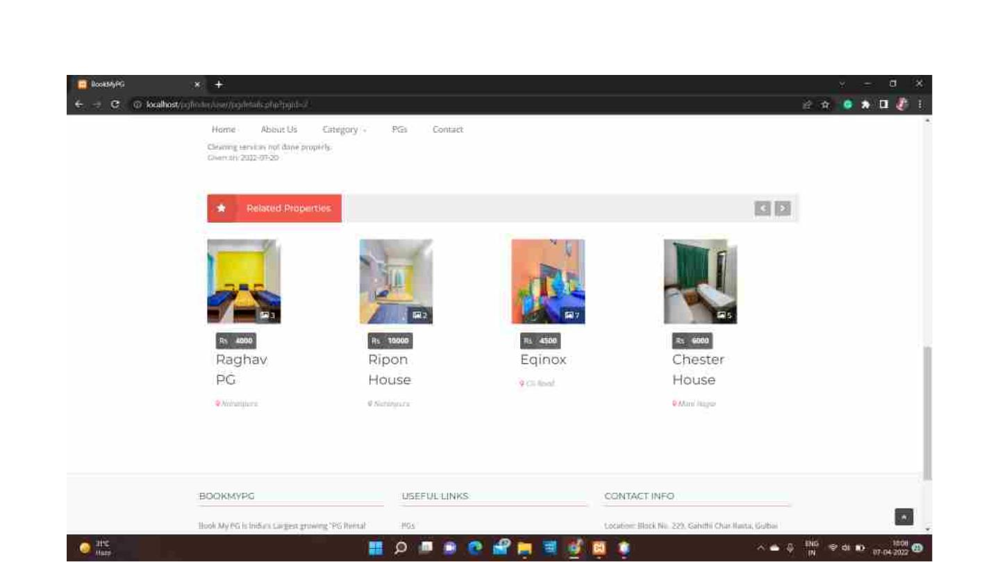 BookMyPG
localhost/pgfinder/user/pgdetails.php?pgid=
Home About Us Category PGs Contact
Cleaning services not done properly.
Given on: 2022-07-20
Related Properties
3 2 7 5
Rs 4000 Rs 10000 Rs 4500 Rs 6000
Raghav Ripon Eqinox Chester
PG House House
CG Road
Naranpura Naranpura Mani Nagar
BOOKMYPG USEFUL LINKS CONTACT INFO
Book My PG is India's Largest growing "PG Rental PGs Location: Block No. 229, Gandhi Char Rasta, Gulbai
31°C ENG 10:08
Haze IN 07-04-2022